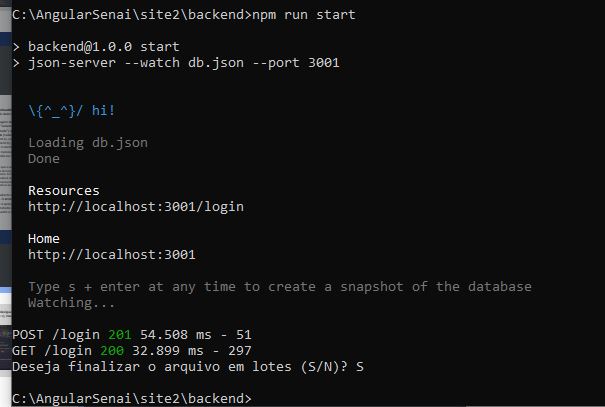 C:\AngularSenai\site2\backend>npm run start
> backend@1.0.0 start
> json-server --watch db.json --port 3001
\{^_^}/ hi!
Loading db.json
Done
Resources
http://localhost:3001/login
Home
http://localhost:3001
Type s + enter at any time to create a snapshot of the database
Watching...
POST /login 201 54.508 ms - 51
GET /login 200 32.899 ms - 297
Deseja finalizar o arquivo em lotes (S/N)? S
C:\AngularSenai\site2\backend>